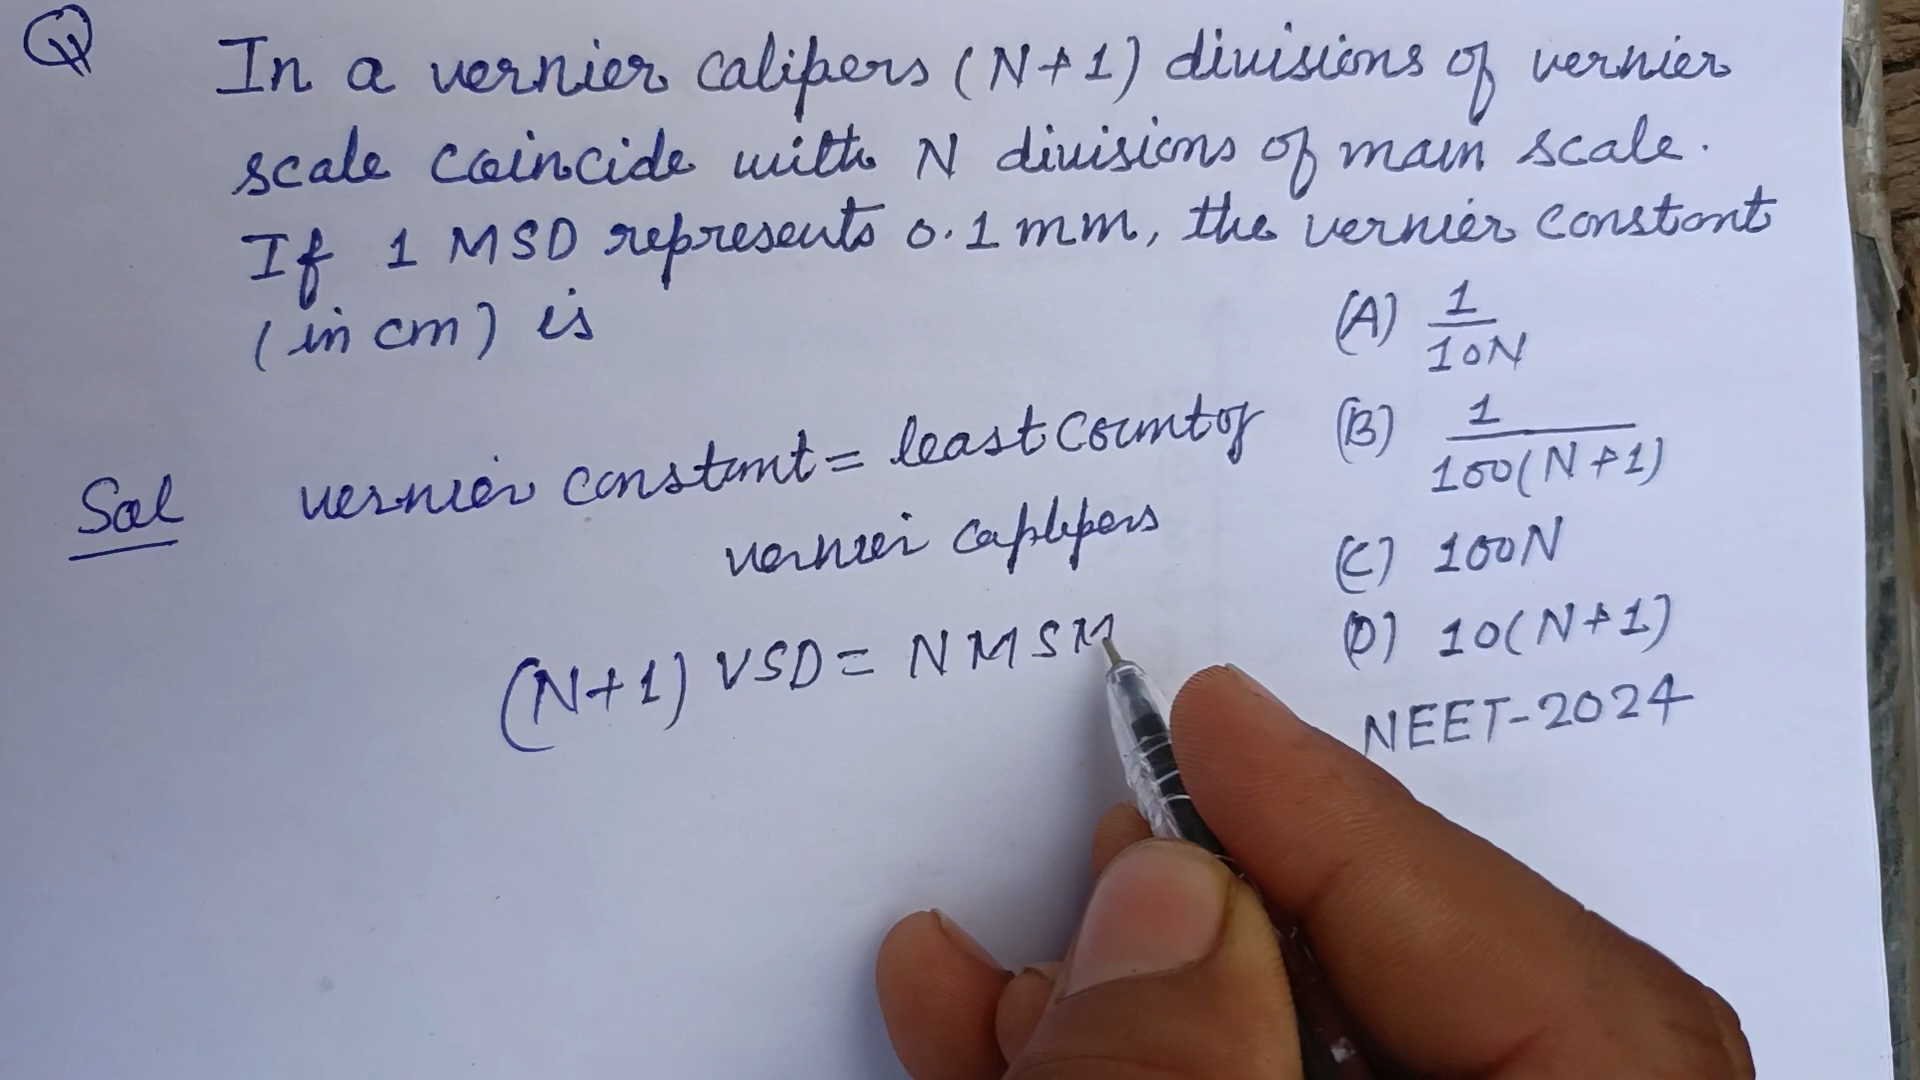 Q
In a vernier calipers (N+1) divisions of vernier
scale coincide with N divisions of main scale.
If 1 MSD represents 0.1 mm, the vernier constant
(in cm) is
(A) 1/10N
(B) 1/100(N+1)
(C) 100N
(D) 10(N+1)
NEET-2024
Sol vernier constant = least count of
vernier caplipers
(N+1) VSD = N MSM